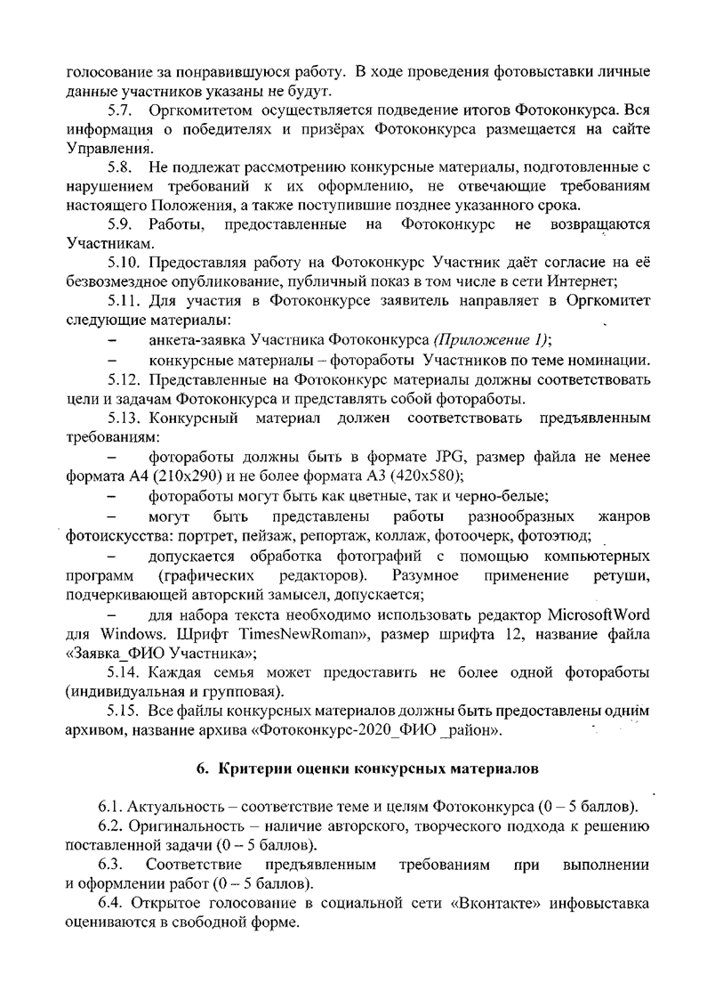 голосование за понравившуюся работу. В ходе проведения фотовыставки личные
данные участников указаны не будут.
5.7. Оргкомитетом осуществляется подведение итогов Фотоконкурса. Вся
информация о победителях и призёрах Фотоконкурса размещается на сайте
Управления.
5.8. Не подлежат рассмотрению конкурсные материалы, подготовленные с
нарушением требований к их оформлению, не отвечающие требованиям
настоящего Положения, а также поступившие позднее указанного срока.
5.9. Работы, предоставленные на Фотоконкурс не возвращаются
Участникам.
5.10. Предоставляя работу на Фотоконкурс Участник даёт согласие на её
безвозмездное опубликование, публичный показ в том числе в сети Интернет;
5.11. Для участия в Фотоконкурсе заявитель направляет в Оргкомитет
следующие материалы:
– анкета-заявка Участника Фотоконкурса (Приложение 1);
– конкурсные материалы – фотоработы Участников по теме номинации.
5.12. Представленные на Фотоконкурс материалы должны соответствовать
цели и задачам Фотоконкурса и представлять собой фотоработы.
5.13. Конкурсный материал должен соответствовать предъявленным
требованиям:
– фотоработы должны быть в формате JPG, размер файла не менее
формата А4 (210х290) и не более формата А3 (420х580);
– фотоработы могут быть как цветные, так и черно-белые;
– могут быть представлены работы разнообразных жанров
фотоискусства: портрет, пейзаж, репортаж, коллаж, фотоочерк, фотоэтюд;
– допускается обработка фотографий с помощью компьютерных
программ (графических редакторов). Разумное применение ретуши,
подчеркивающей авторский замысел, допускается;
– для набора текста необходимо использовать редактор MicrosoftWord
для Windows. Шрифт TimesNewRoman», размер шрифта 12, название файла
«Заявка_ФИО Участника»;
5.14. Каждая семья может предоставить не более одной фотоработы
(индивидуальная и групповая).
5.15. Все файлы конкурсных материалов должны быть предоставлены одним
архивом, название архива «Фотоконкурс-2020_ФИО _район».
6. Критерии оценки конкурсных материалов
6.1. Актуальность – соответствие теме и целям Фотоконкурса (0 – 5 баллов).
6.2. Оригинальность – наличие авторского, творческого подхода к решению
поставленной задачи (0 – 5 баллов).
6.3. Соответствие предъявленным требованиям при выполнении
и оформлении работ (0 – 5 баллов).
6.4. Открытое голосование в социальной сети «Вконтакте» инфовыставка
оцениваются в свободной форме.